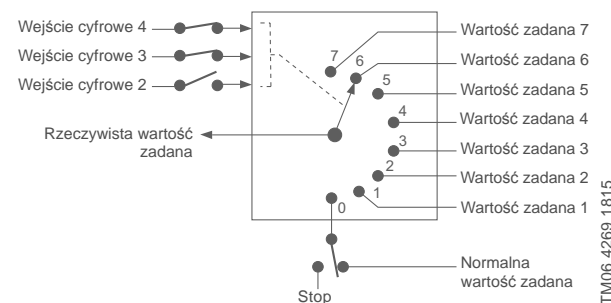 Wejście cyfrowe 4
Wejście cyfrowe 3
Wejście cyfrowe 2
Rzeczywista wartość
zadana
7
6
5
4
3
2
1
0
Wartość zadana 7
Wartość zadana 6
Wartość zadana 5
Wartość zadana 4
Wartość zadana 3
Wartość zadana 2
Wartość zadana 1
Normalna
wartość zadana
Stop
TM06 4269 1815